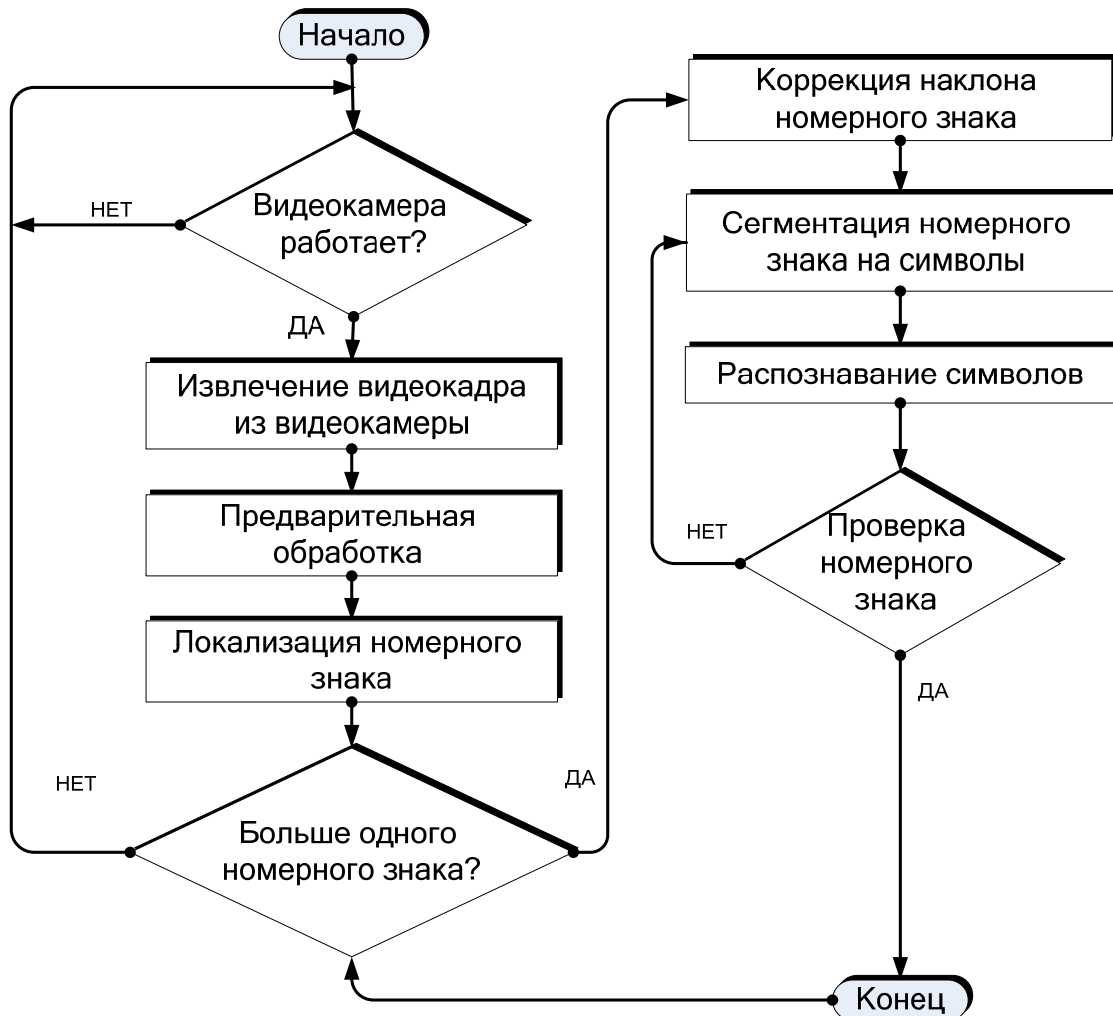 Начало
НЕТ
Видеокамера
работает?
ДА
Извлечение видеокадра
из видеокамеры
Предварительная
обработка
Локализация номерного
знака
НЕТ
ДА
Больше одного
номерного знака?
Коррекция наклона
номерного знака
Сегментация номерного
знака на символы
Распознавание символов
НЕТ
Проверка
номерного
знака
ДА
Конец